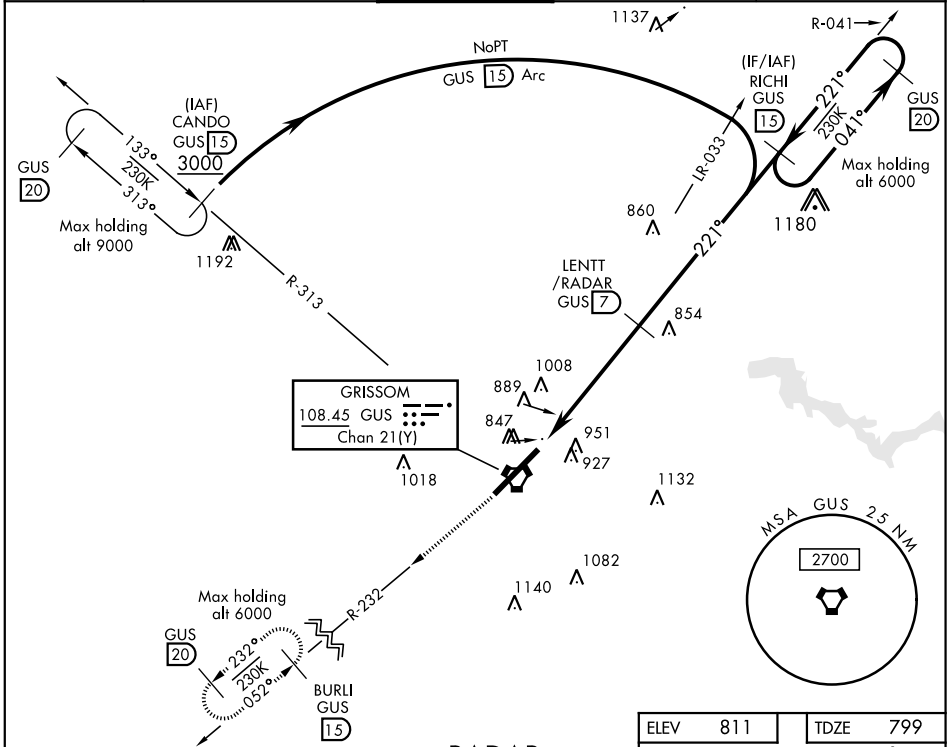 1137
R-041
NoPT
GUS 15 Arc
(IF/IAF)
RICHI
GUS
15
221°
230K
041°
GUS
20
Max holding
alt 6000
1180
(IAF)
CANDO
GUS 15
3000
133°
230K
313°
GUS
20
Max holding
alt 9000
1192
R-313
LR-033
860
221°
LENTT
/RADAR
GUS 7
854
GRISSOM
108.45 GUS
Chan 21(Y)
1008
889
847
951
927
1018
1132
1082
1140
MSA GUS 25 NM
2700
R-232
Max holding
alt 6000
GUS
20
232°
230K
052°
BURLI
GUS
15
RADAR
ELEV 811
TDZE 799